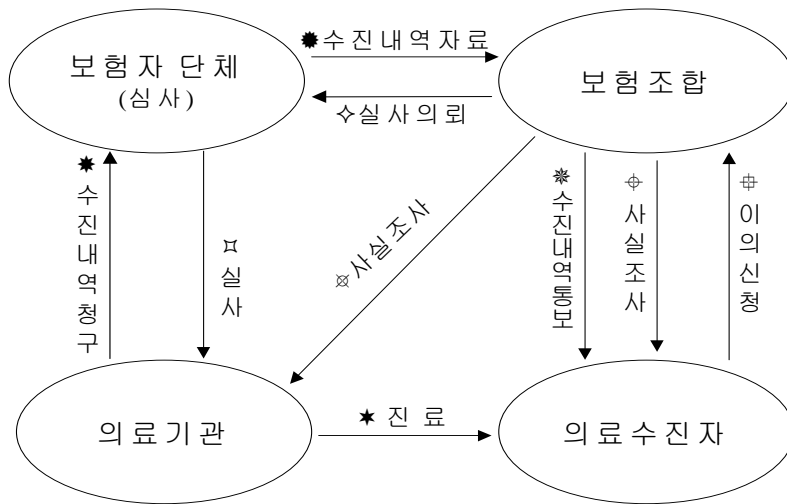 ✹수진내역자료
보험자 단체
(심사)
보험조합
✧실사의뢰
✸수진내역청구
⌑실사
사실조사
✵수진내역통보
⌖사실조사
이의신청
의료기관
✶진 료
의료수진자